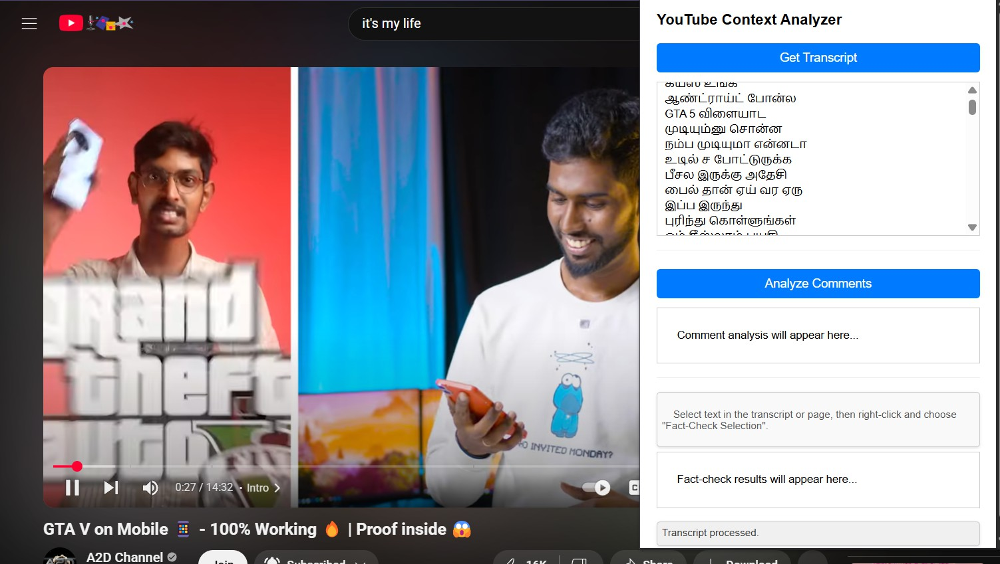 it's my life
grand
theft
auto
NO INVITED MONDAY?
0:27 / 14:32 • Intro
GTA V on Mobile 📱 - 100% Working 🔥 | Proof inside 😱
A2D Channel
Join
Subscribed
16K
Share
Download
YouTube Context Analyzer
Get Transcript
கயஸ் உங்க
ஆண்ட்ராய்ட் போன்ல
GTA 5 விளையாட
முடியும்னு சொன்ன
நம்ப முடியுமா என்னடா
உடில் ச போட்டுருக்க
பீசல இருக்கு அதேசி
பைல் தான் ஏய் வர ஏரு
இப்ப இருந்து
புரிந்து கொள்ளுங்கள்
Analyze Comments
Comment analysis will appear here...
Select text in the transcript or page, then right-click and choose
"Fact-Check Selection".
Fact-check results will appear here...
Transcript processed.